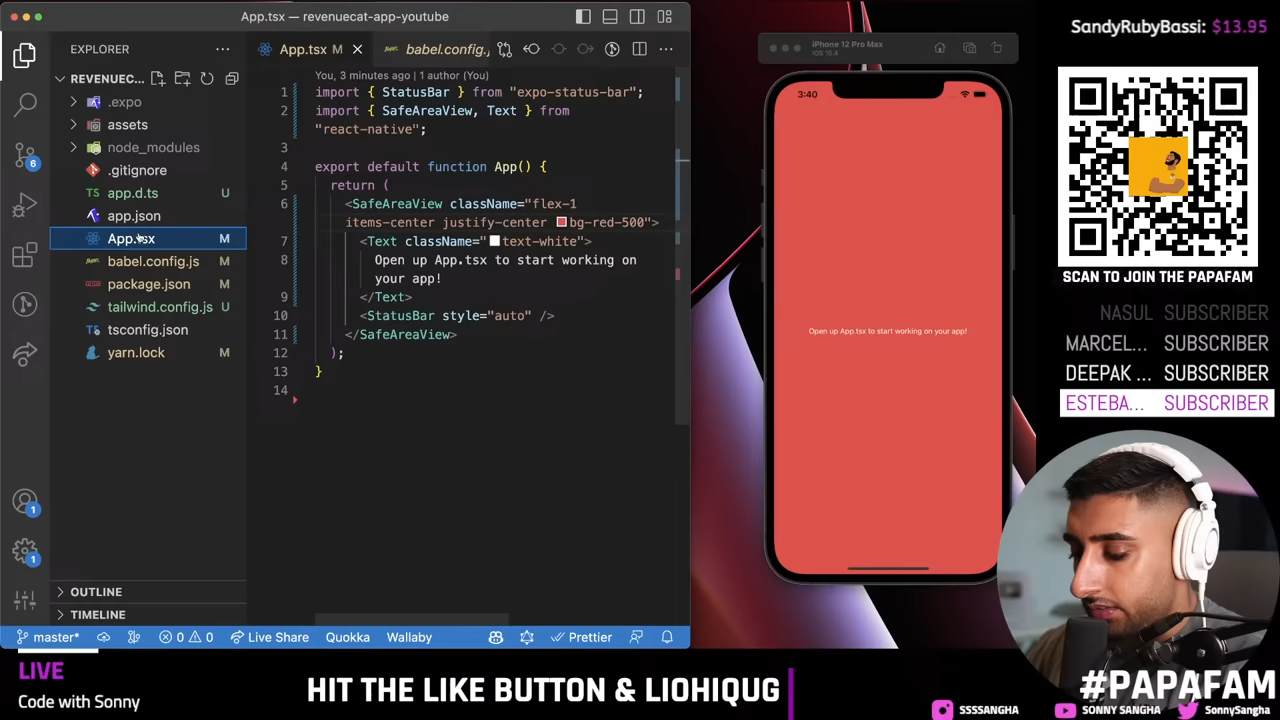 App.tsx — revenuecat-app-youtube
EXPLORER
REVENUEC...
.expo
assets
node_modules
.gitignore
app.d.ts U
app.json
App.tsx M
babel.config.js M
package.json M
tailwind.config.js U
tsconfig.json
yarn.lock M
OUTLINE
TIMELINE
6
1
1
App.tsx M
babel.config.
You, 3 minutes ago | 1 author (You)
1 import { StatusBar } from "expo-status-bar";
2 import { SafeAreaView, Text } from
"react-native";
3
4 export default function App() {
5 return (
6 <SafeAreaView className="flex-1
items-center justify-center bg-red-500">
7 <Text className="text-white">
8 Open up App.tsx to start working on
your app!
9 </Text>
10 <StatusBar style="auto" />
11 </SafeAreaView>
12 );
13 }
14
master* 0 0 Live Share Quokka Wallaby Prettier
iPhone 12 Pro Max
iOS 15.4
3:40
Open up App.tsx to start working on your app!
SandyRubyBassi: $13.95
SCAN TO JOIN THE PAPAFAM
NASUL SUBSCRIBER
MARCEL... SUBSCRIBER
DEEPAK ... SUBSCRIBER
ESTEBA... SUBSCRIBER
LIVE
Code with Sonny
HIT THE LIKE BUTTON & LIOHIQUG
#PAPAFAM
SSSSANGHA SONNY SANGHA SonnySangha